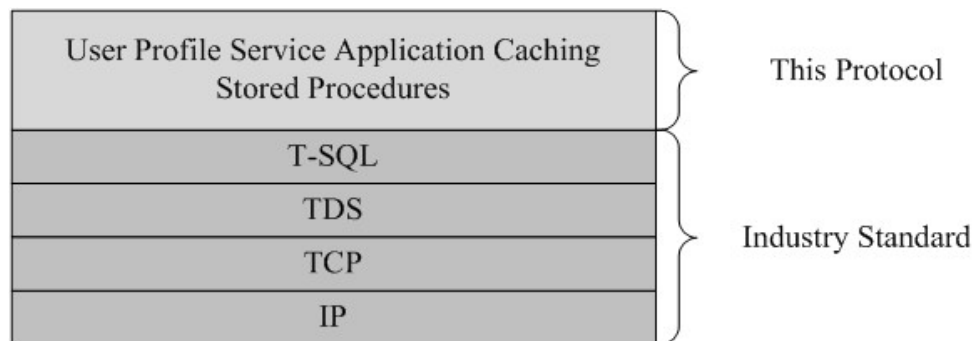 User Profile Service Application Caching
Stored Procedures
This Protocol
T-SQL
TDS
TCP
IP
Industry Standard